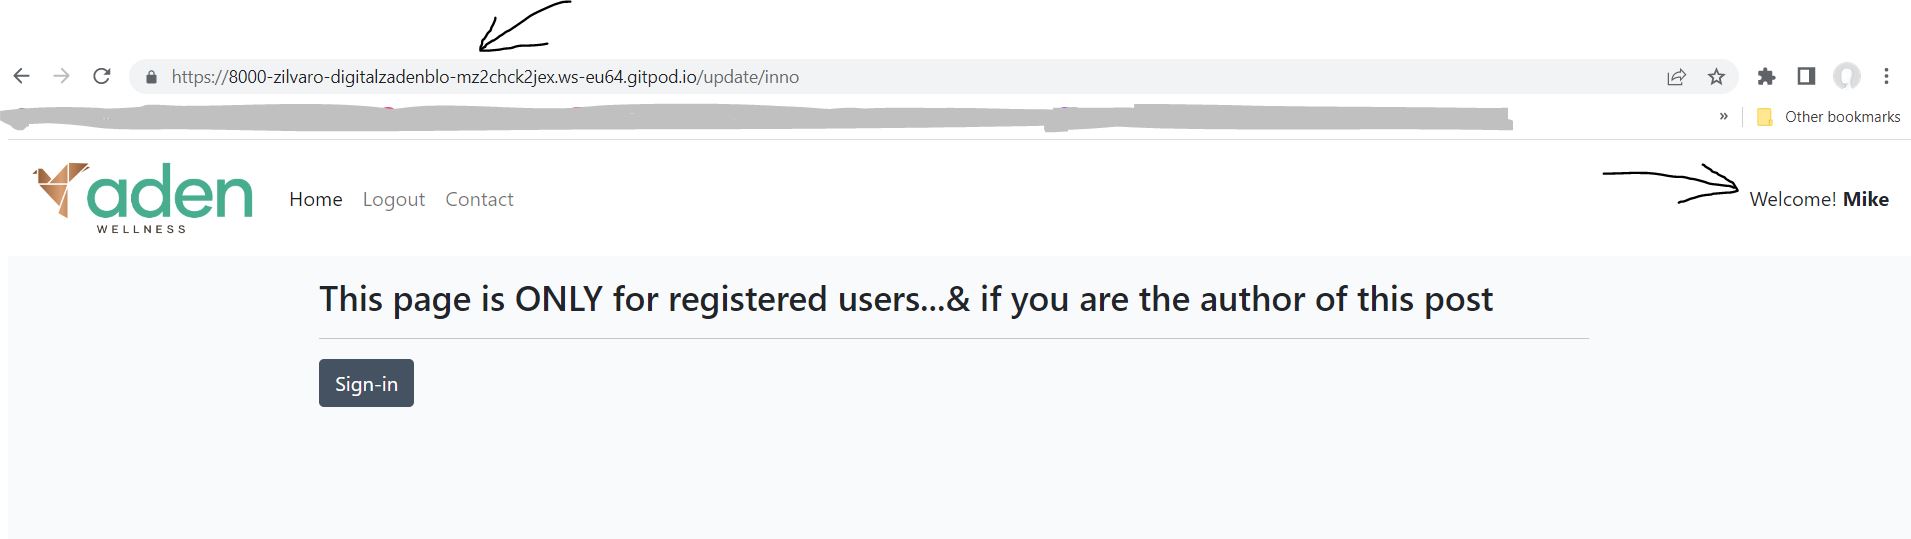 https://8000-zilvaro-digitalzadenblo-mz2chck2jex.ws-eu64.gitpod.io/update/inno
» Other bookmarks
aden
WELLNESS
Home Logout Contact
Welcome! Mike
This page is ONLY for registered users...& if you are the author of this post
Sign-in